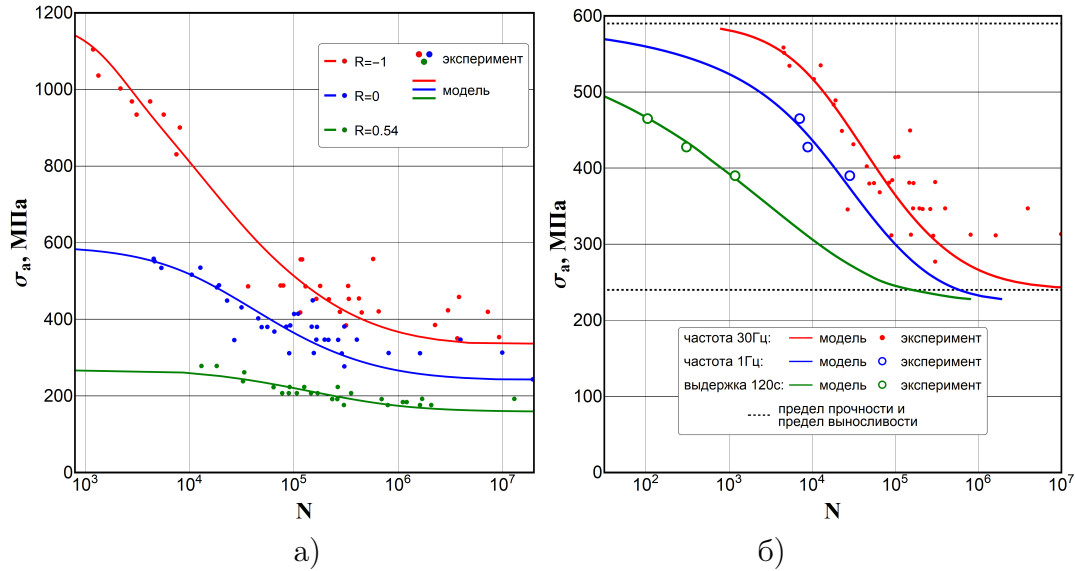 1200
1000
800
600
400
200
0
σa, МПа
10³
10⁴
10⁵
10⁶
10⁷
N
R=−1
R=0
R=0.54
эксперимент
модель
а)
600
500
400
300
200
100
0
σa, МПа
10²
10³
10⁴
10⁵
10⁶
10⁷
N
частота 30Гц: модель эксперимент
частота 1Гц: модель эксперимент
выдержка 120с: модель эксперимент
предел прочности и
предел выносливости
б)